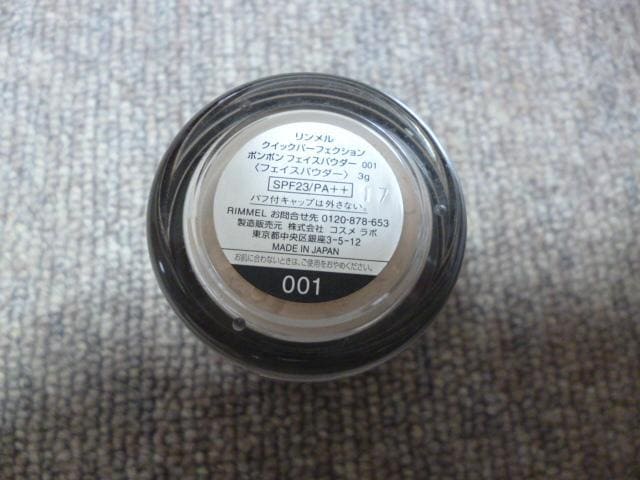 リンメル
クイックパーフェクション
ポンポン フェイスパウダー 001
〈フェイスパウダー〉 3g
SPF23/PA++ 17
パフ付キャップは外さない。
RIMMEL お問合せ先 0120-878-653
製造販売元 株式会社 コスメ ラボ
東京都中央区銀座3-5-12
MADE IN JAPAN
お肌に合わないときは、ご使用をおやめください。
001